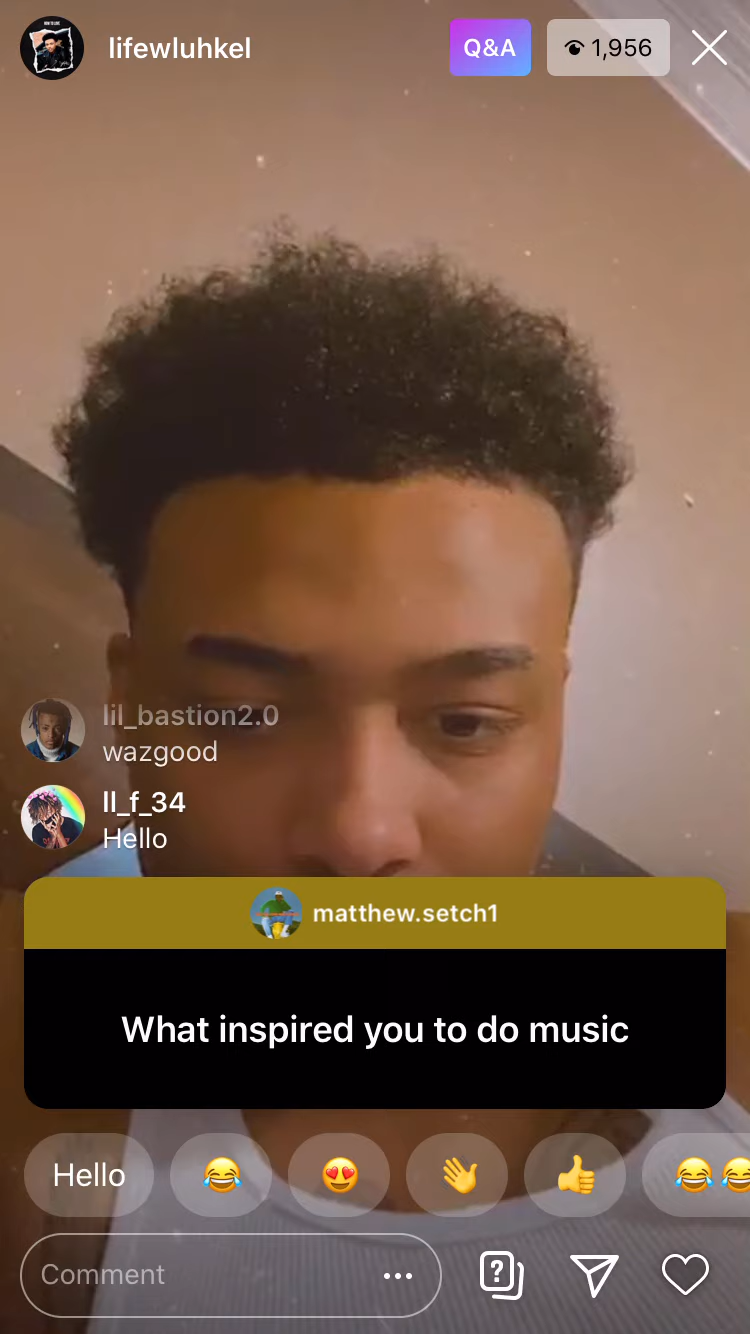 lifewluhkel
Q&A
1,956
lil_bastion2.0
wazgood
ll_f_34
Hello
matthew.setch1
What inspired you to do music
Hello
Comment